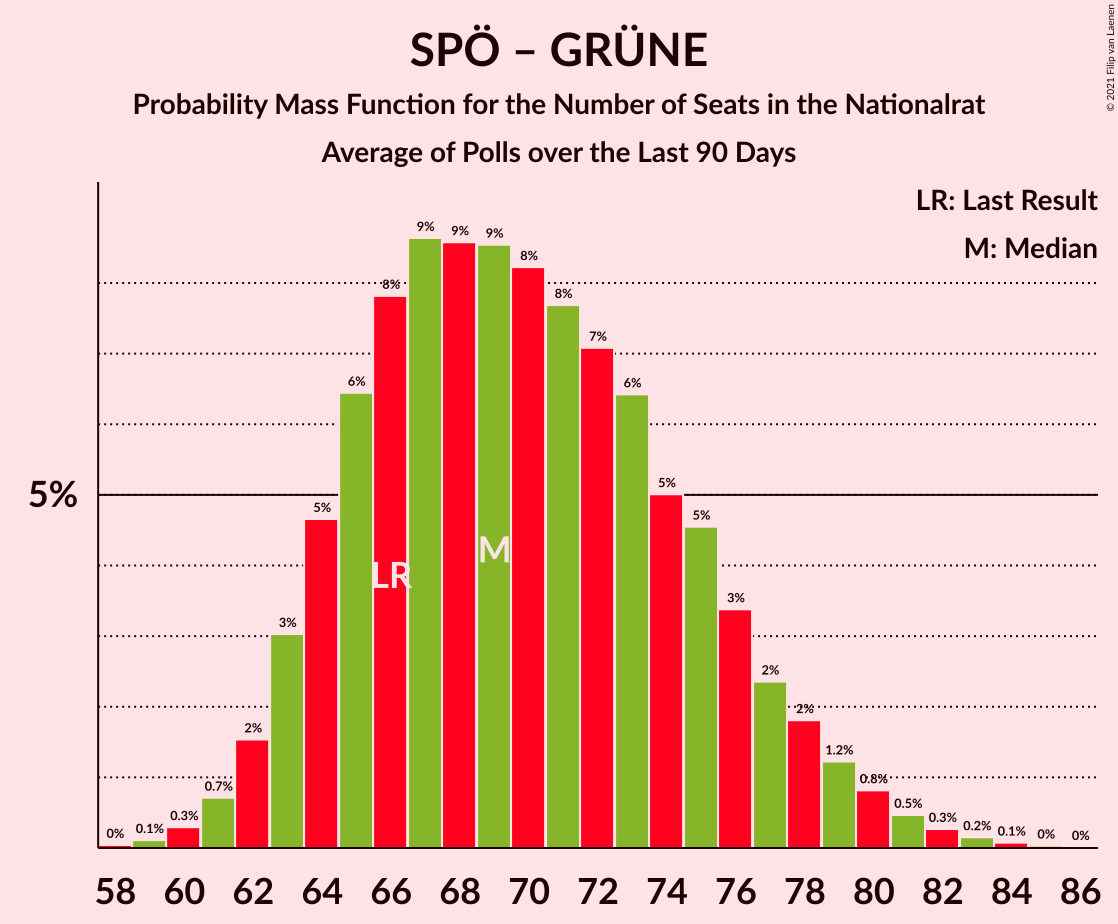 SPÖ – GRÜNE
Probability Mass Function for the Number of Seats in the Nationalrat
Average of Polls over the Last 90 Days
© 2021 Filip van Laenen
LR: Last Result
M: Median
5%
0% 0.1% 0.3% 0.7% 2% 3% 5% 6% 8% 9% 9% 9% 8% 8% 7% 6% 5% 5% 3% 2% 2% 1.2% 0.8% 0.5% 0.3% 0.2% 0.1% 0% 0%
LR M
58 60 62 64 66 68 70 72 74 76 78 80 82 84 86